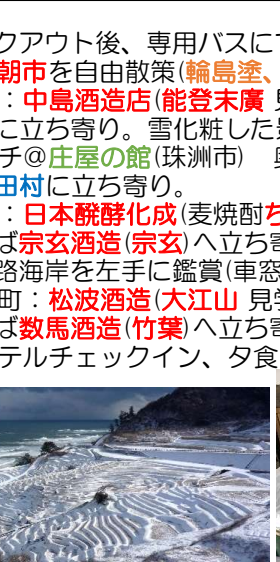 クアウト後、専用バスにて
朝市を自由散策(輪島塗、
：中島酒造店(能登末廣 見
に立ち寄り。雪化粧した
チ＠庄屋の館(珠洲市)
田村に立ち寄り。
：日本醗酵化成(麦焼酎ち
ば宗玄酒造(宗玄)へ立ち寄
路海岸を左手に鑑賞(車窓
町：松波酒造(大江山 見学
ば数馬酒造(竹葉)へ立ち寄
テルチェックイン、夕食